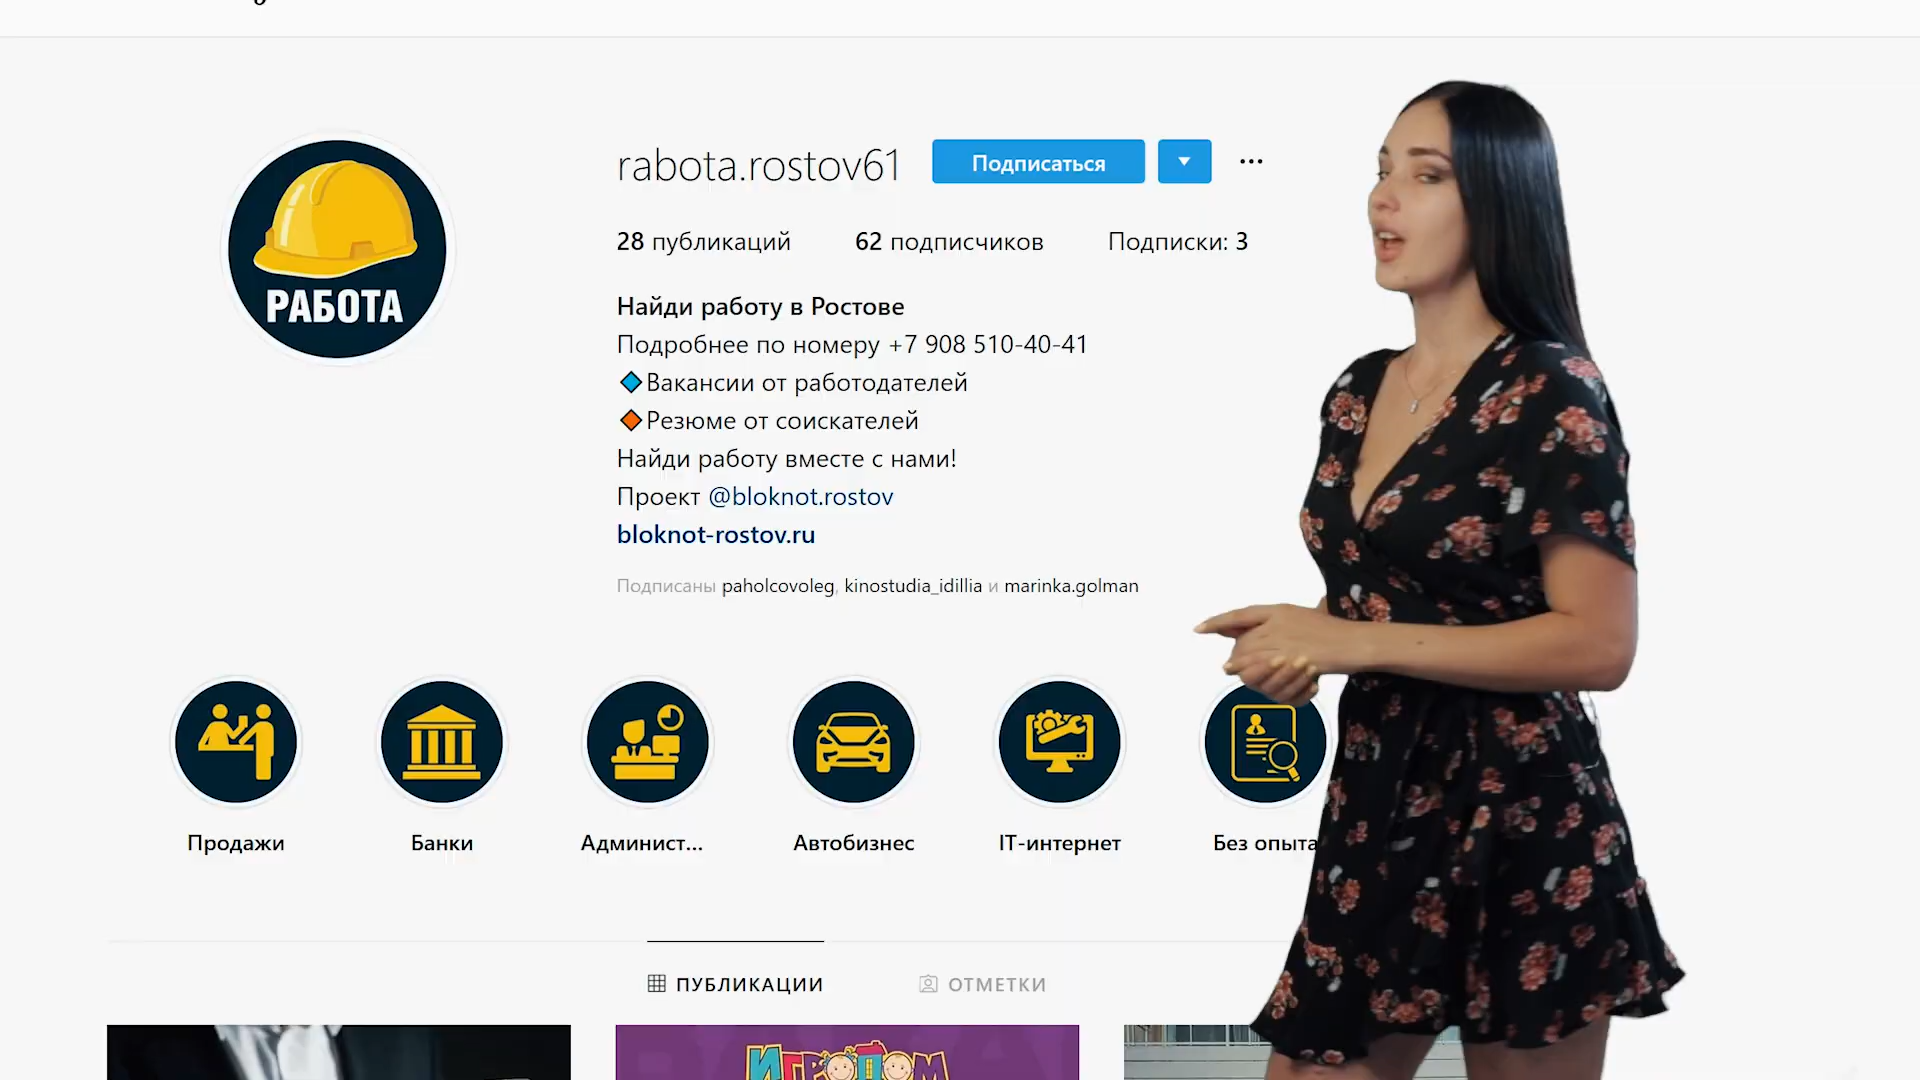 rabota.rostov61 Подписаться
28 публикаций 62 подписчиков Подписки: 3
РАБОТА
Найди работу в Ростове
Подробнее по номеру +7 908 510-40-41
Вакансии от работодателей
Резюме от соискателей
Найди работу вместе с нами!
Проект @bloknot.rostov
bloknot-rostov.ru
Подписаны paholcovoleg, kinostudia_idillia и marinka.golman
Продажи Банки Админист... Автобизнес IT-интернет Без опыта
ПУБЛИКАЦИИ ОТМЕТКИ
ИГРОДОМ